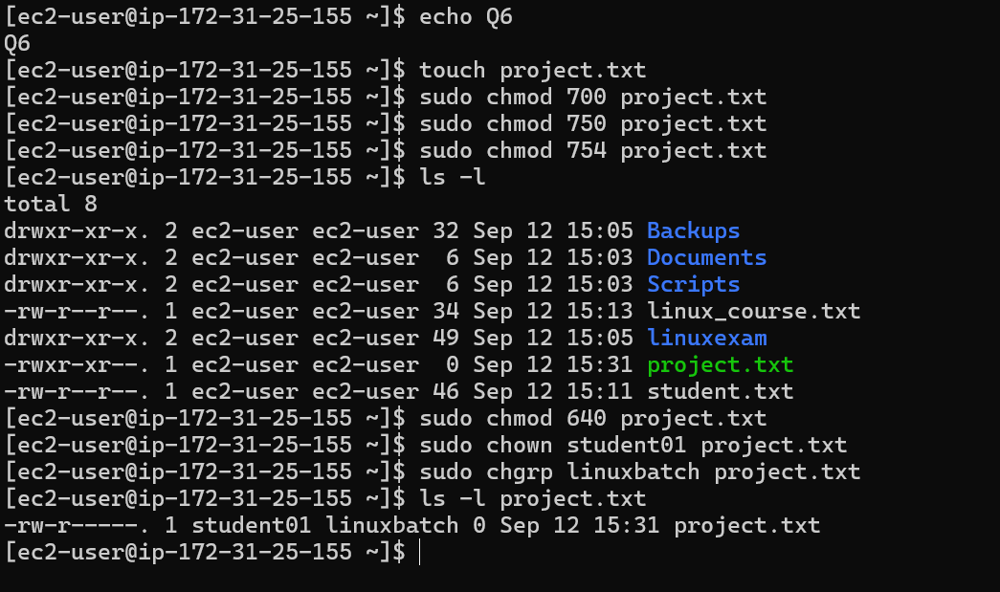 [ec2-user@ip-172-31-25-155 ~]$ echo Q6
Q6
[ec2-user@ip-172-31-25-155 ~]$ touch project.txt
[ec2-user@ip-172-31-25-155 ~]$ sudo chmod 700 project.txt
[ec2-user@ip-172-31-25-155 ~]$ sudo chmod 750 project.txt
[ec2-user@ip-172-31-25-155 ~]$ sudo chmod 754 project.txt
[ec2-user@ip-172-31-25-155 ~]$ ls -l
total 8
drwxr-xr-x. 2 ec2-user ec2-user 32 Sep 12 15:05 Backups
drwxr-xr-x. 2 ec2-user ec2-user  6 Sep 12 15:03 Documents
drwxr-xr-x. 2 ec2-user ec2-user  6 Sep 12 15:03 Scripts
-rw-r--r--. 1 ec2-user ec2-user 34 Sep 12 15:13 linux_course.txt
drwxr-xr-x. 2 ec2-user ec2-user 49 Sep 12 15:05 linuxexam
-rwxr-xr--. 1 ec2-user ec2-user  0 Sep 12 15:31 project.txt
-rw-r--r--. 1 ec2-user ec2-user 46 Sep 12 15:11 student.txt
[ec2-user@ip-172-31-25-155 ~]$ sudo chmod 640 project.txt
[ec2-user@ip-172-31-25-155 ~]$ sudo chown student01 project.txt
[ec2-user@ip-172-31-25-155 ~]$ sudo chgrp linuxbatch project.txt
[ec2-user@ip-172-31-25-155 ~]$ ls -l project.txt
-rw-r-----. 1 student01 linuxbatch 0 Sep 12 15:31 project.txt
[ec2-user@ip-172-31-25-155 ~]$